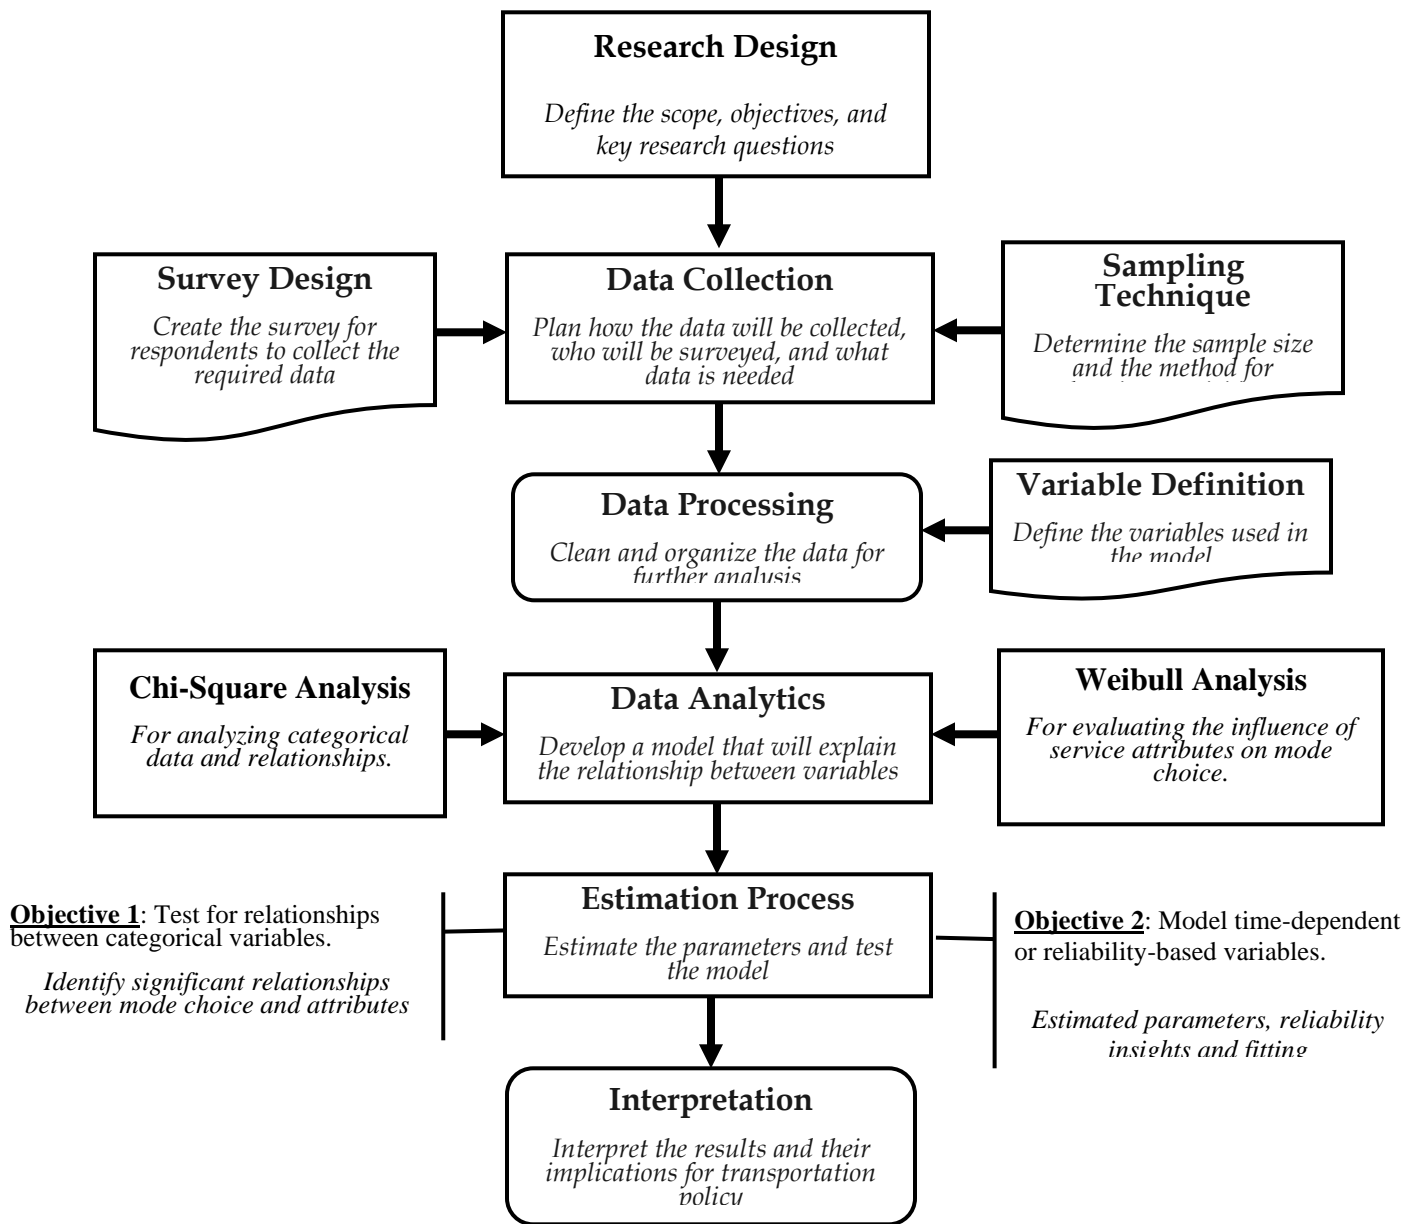 Research Design
Define the scope, objectives, and
key research questions
Survey Design
Create the survey for
respondents to collect the
required data
Data Collection
Plan how the data will be collected,
who will be surveyed, and what
data is needed
Sampling
Technique
Determine the sample size
and the method for
Data Processing
Clean and organize the data for
further analysis
Variable Definition
Define the variables used in
the model
Chi-Square Analysis
For analyzing categorical
data and relationships.
Data Analytics
Develop a model that will explain
the relationship between variables
Weibull Analysis
For evaluating the influence of
service attributes on mode
choice.
Objective 1: Test for relationships
between categorical variables.
Identify significant relationships
between mode choice and attributes
Estimation Process
Estimate the parameters and test
the model
Objective 2: Model time-dependent
or reliability-based variables.
Estimated parameters, reliability
insights and fitting
Interpretation
Interpret the results and their
implications for transportation
policy